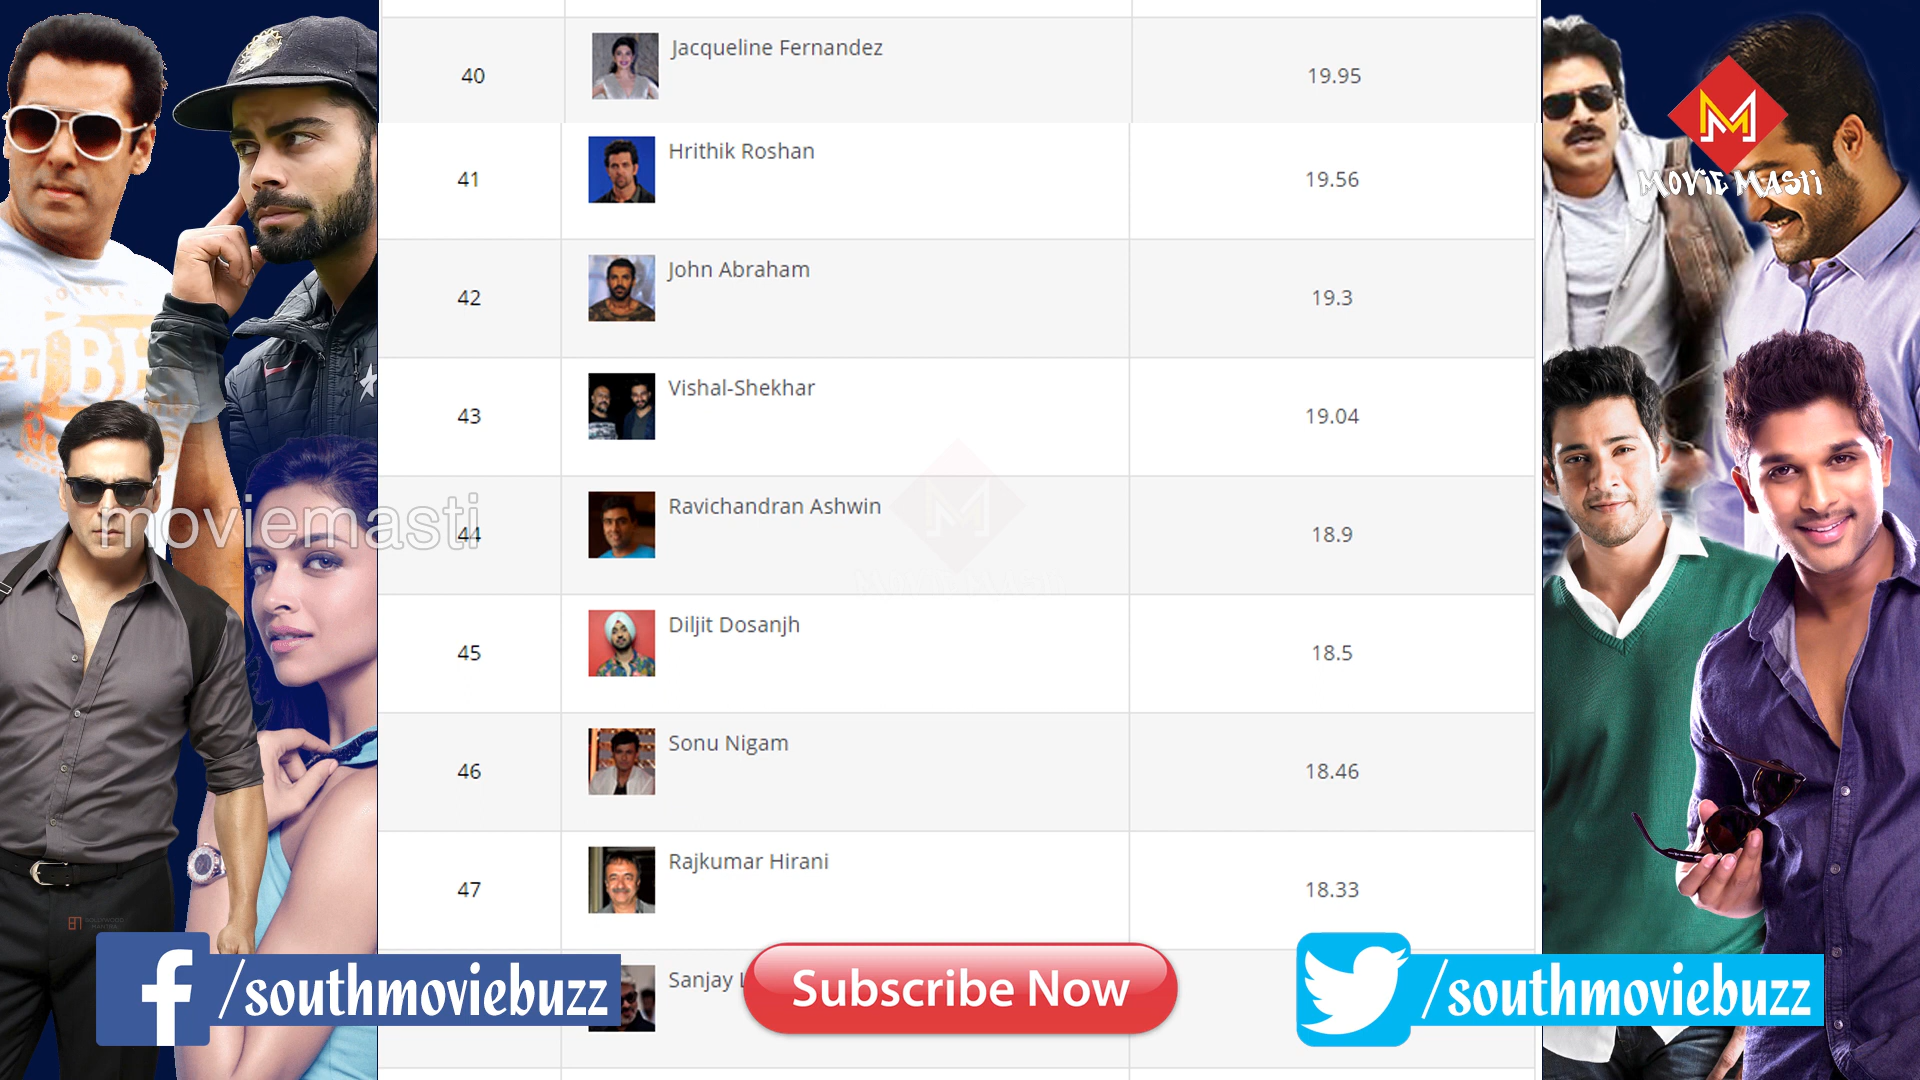 40 Jacqueline Fernandez 19.95
41 Hrithik Roshan 19.56
42 John Abraham 19.3
43 Vishal-Shekhar 19.04
44 Ravichandran Ashwin 18.9
45 Diljit Dosanjh 18.5
46 Sonu Nigam 18.46
47 Rajkumar Hirani 18.33
Sanjay L
MOViE MASTi
moviemasti
27 BE
M
f /southmoviebuzz
Subscribe Now
/southmoviebuzz